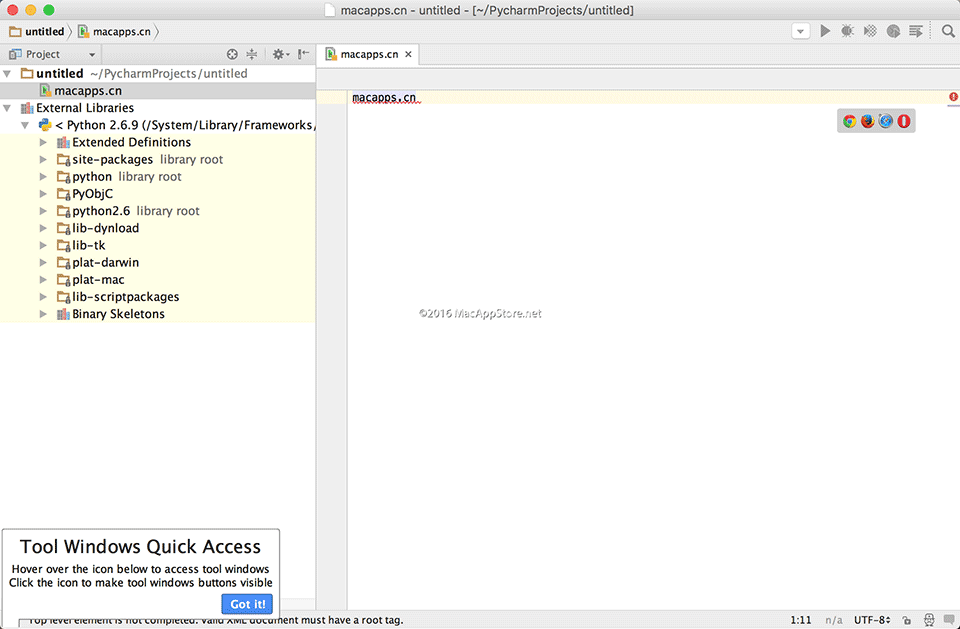 macapps.cn - untitled - [~/PycharmProjects/untitled]
untitled macapps.cn
Project
macapps.cn
untitled ~/PycharmProjects/untitled
macapps.cn
External Libraries
< Python 2.6.9 (/System/Library/Frameworks/
Extended Definitions
site-packages library root
python library root
PyObjC
python2.6 library root
lib-dynload
lib-tk
plat-darwin
plat-mac
lib-scriptpackages
Binary Skeletons
macapps.cn
©2016 MacAppStore.net
Tool Windows Quick Access
Hover over the icon below to access tool windows
Click the icon to make tool windows buttons visible
Got it!
Top level element is not completed. Valid XML document must have a root tag.
1:11 n/a UTF-8